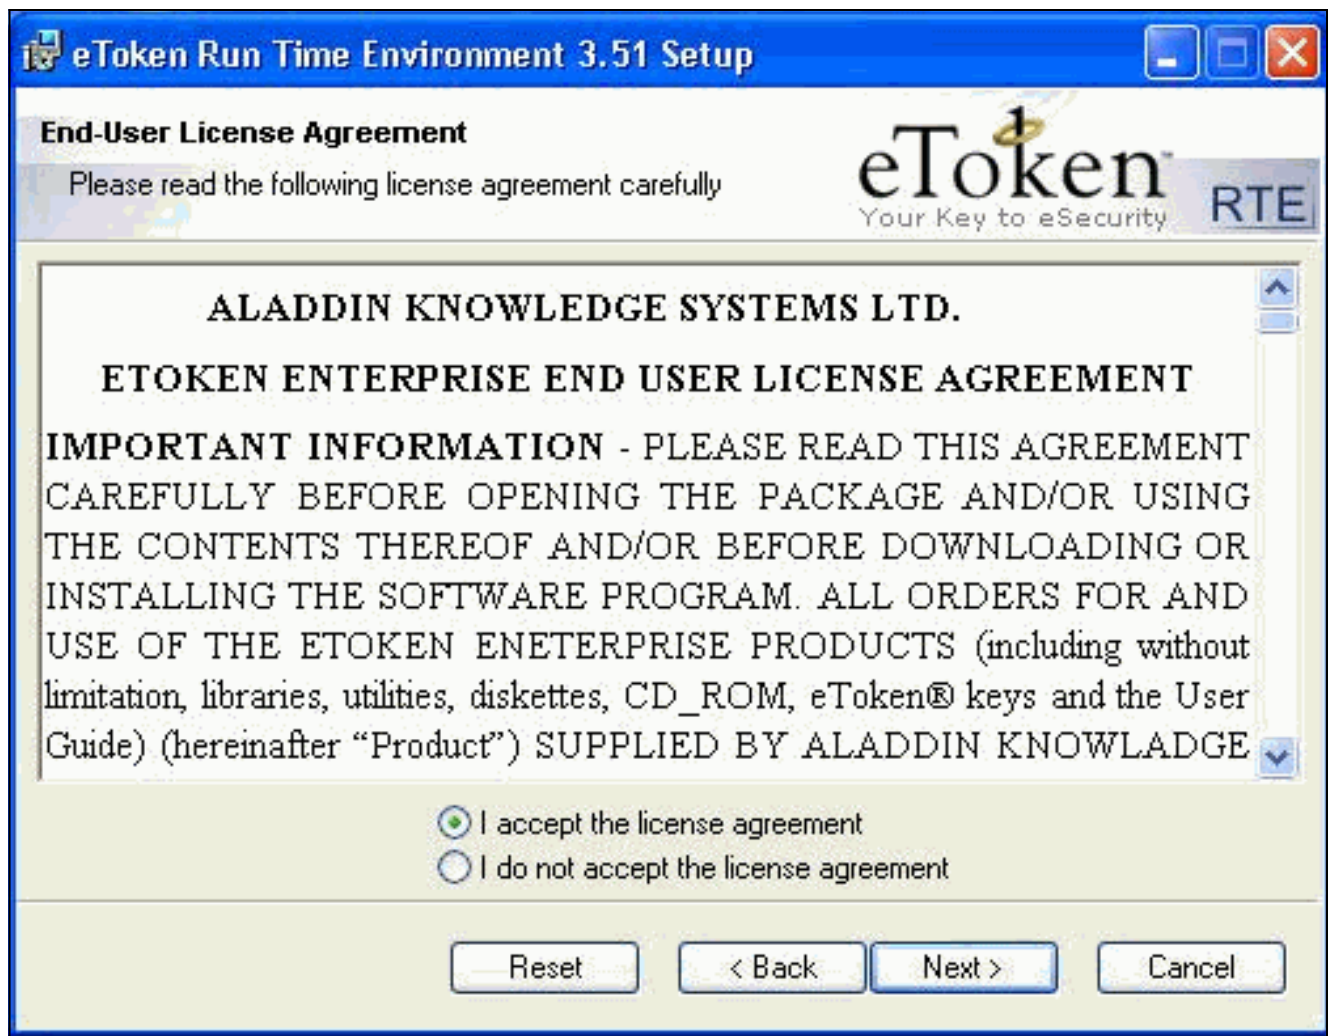 eToken Run Time Environment 3.51 Setup
End-User License Agreement
Please read the following license agreement carefully
eToken™
Your Key to eSecurity
RTE
ALADDIN KNOWLEDGE SYSTEMS LTD.
ETOKEN ENTERPRISE END USER LICENSE AGREEMENT
IMPORTANT INFORMATION - PLEASE READ THIS AGREEMENT
CAREFULLY BEFORE OPENING THE PACKAGE AND/OR USING
THE CONTENTS THEREOF AND/OR BEFORE DOWNLOADING OR
INSTALLING THE SOFTWARE PROGRAM. ALL ORDERS FOR AND
USE OF THE ETOKEN ENETERPRISE PRODUCTS (including without
limitation, libraries, utilities, diskettes, CD_ROM, eToken® keys and the User
Guide) (hereinafter “Product”) SUPPLIED BY ALADDIN KNOWLADGE
I accept the license agreement
I do not accept the license agreement
Reset < Back Next > Cancel